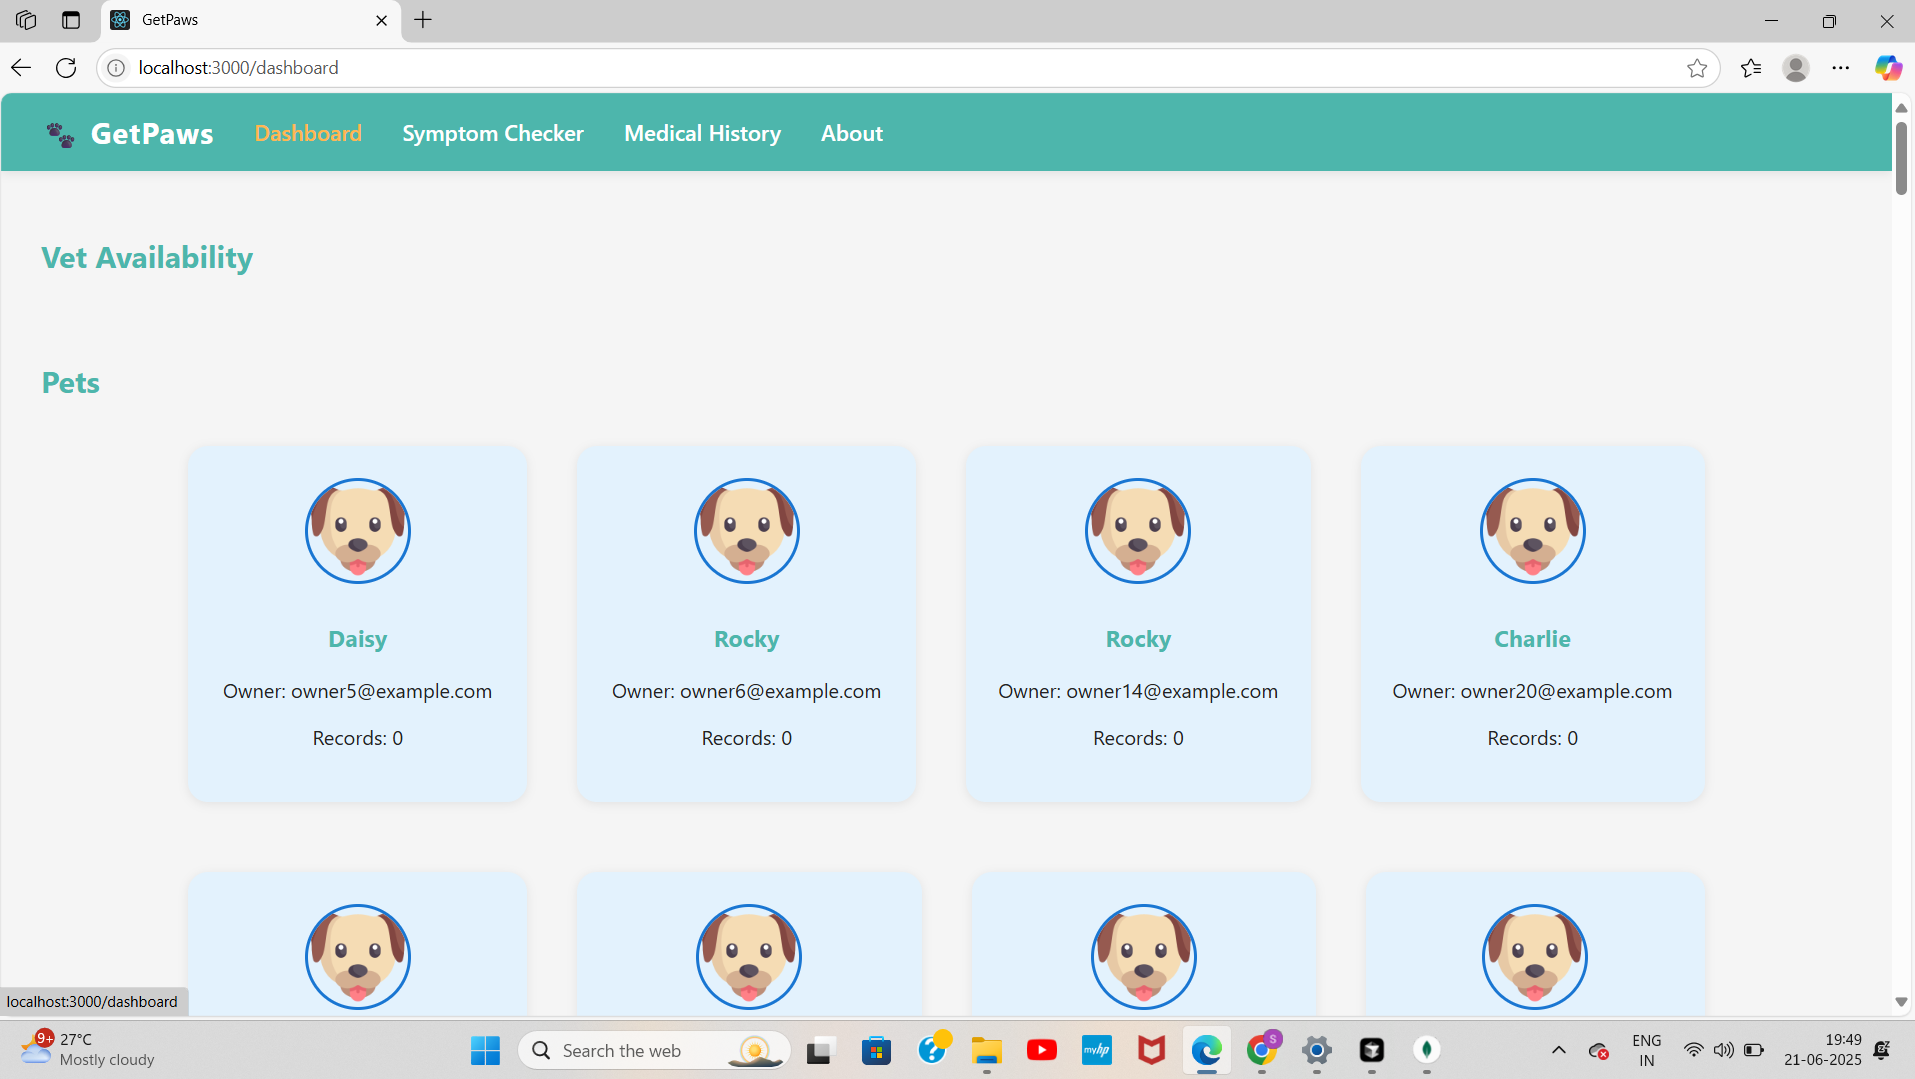 GetPaws
localhost:3000/dashboard
GetPaws Dashboard Symptom Checker Medical History About
Vet Availability
Pets
Daisy Rocky Rocky Charlie
Owner: owner5@example.com Owner: owner6@example.com Owner: owner14@example.com Owner: owner20@example.com
Records: 0 Records: 0 Records: 0 Records: 0
localhost:3000/dashboard
9+ 27°C
Mostly cloudy
Search the web
myhp
S
ENG
IN
19:49
21-06-2025